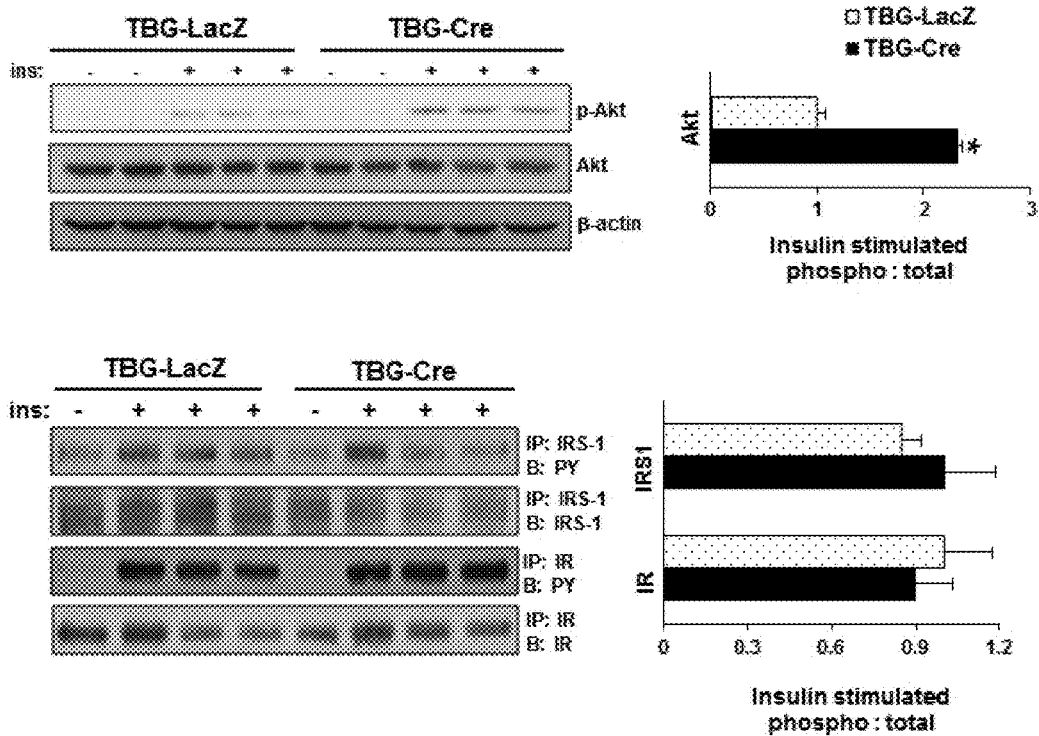 TBG-LacZ TBG-Cre
ins: - - + + + - - + + +
p-Akt
Akt
β-actin
TBG-LacZ
TBG-Cre
Akt
*
0 1 2 3
Insulin stimulated
phospho : total
TBG-LacZ TBG-Cre
ins: - + + + - + + +
IP: IRS-1
B: PY
IP: IRS-1
B: IRS-1
IP: IR
B: PY
IP: IR
B: IR
IRS1
IR
0 0.3 0.6 0.9 1.2
Insulin stimulated
phospho : total